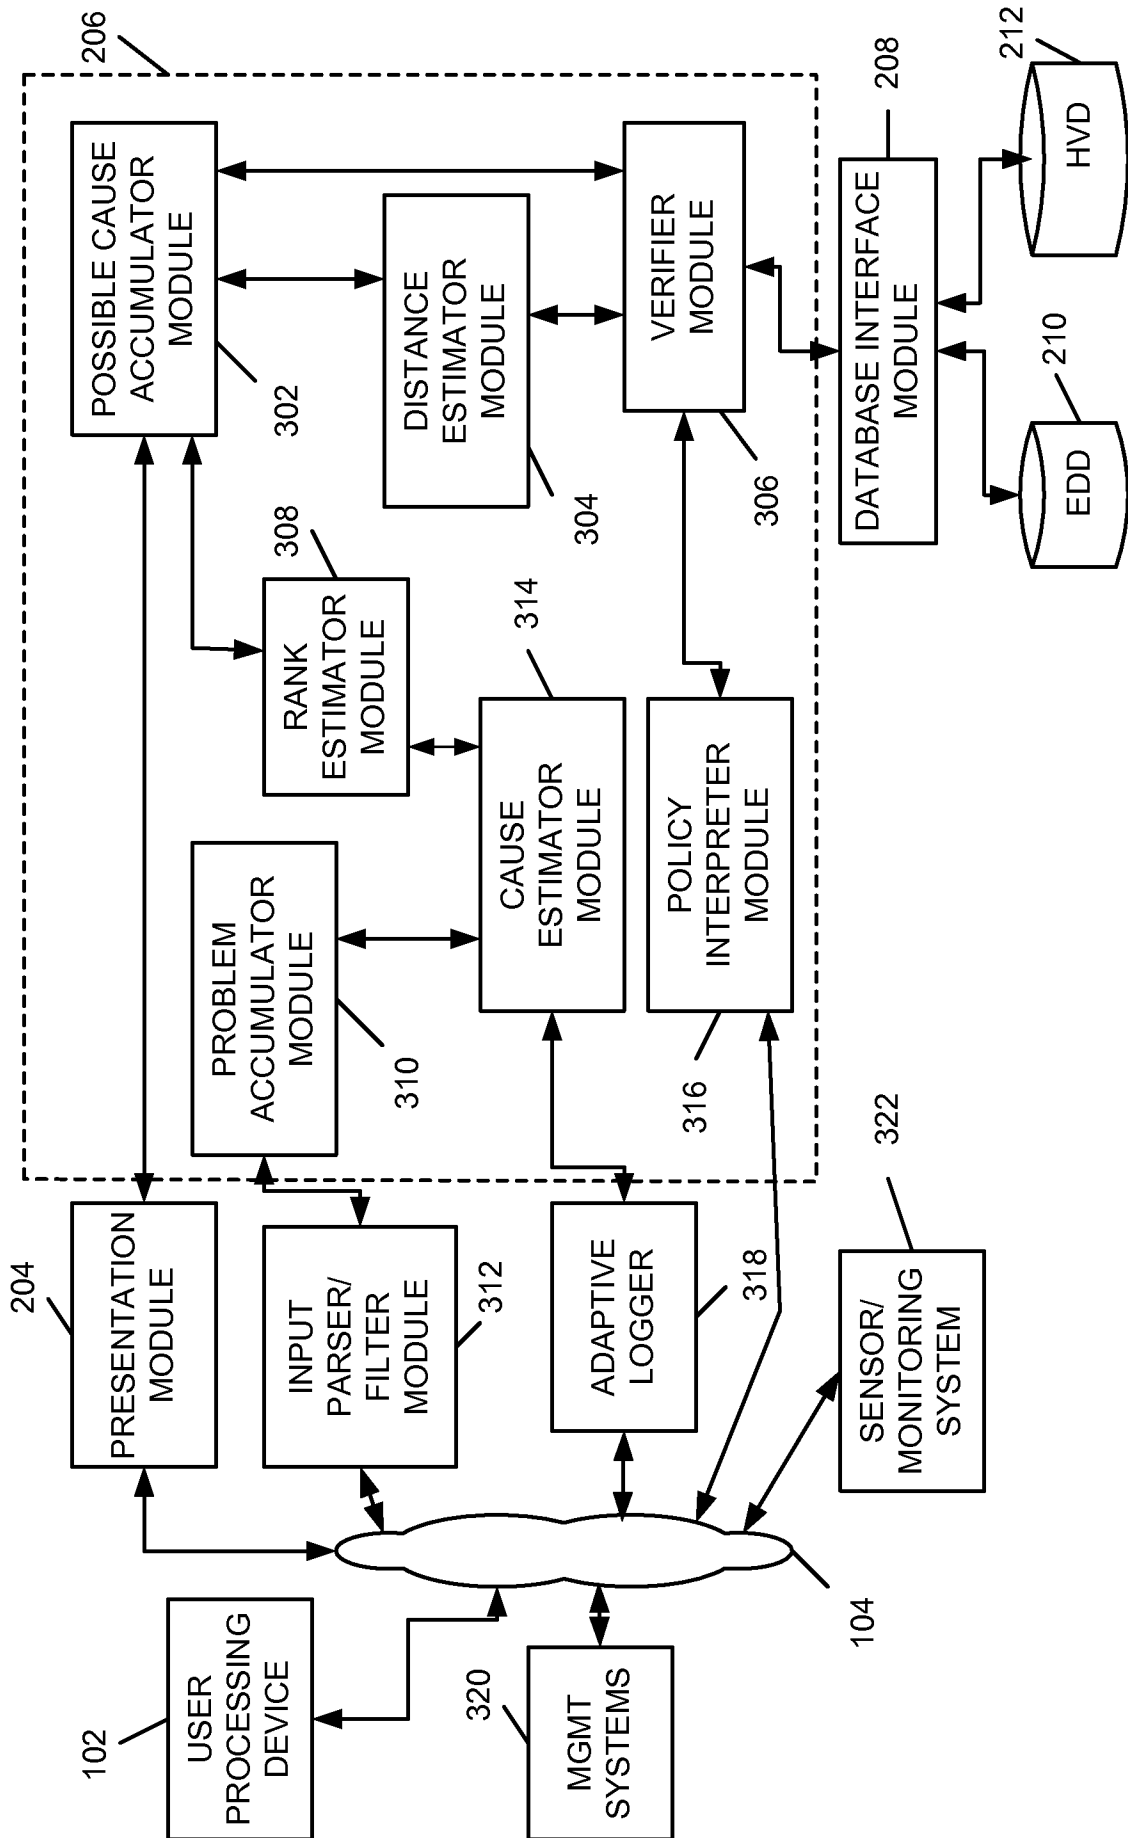 102
USER
PROCESSING
DEVICE
320
MGMT
SYSTEMS
104
204
PRESENTATION
MODULE
INPUT
PARSER/
FILTER
MODULE
312
ADAPTIVE
LOGGER
318
SENSOR/
MONITORING
SYSTEM
322
206
PROBLEM
ACCUMULATOR
MODULE
310
RANK
ESTIMATOR
MODULE
308
CAUSE
ESTIMATOR
MODULE
314
POLICY
INTERPRETER
MODULE
316
POSSIBLE CAUSE
ACCUMULATOR
MODULE
302
DISTANCE
ESTIMATOR
MODULE
304
VERIFIER
MODULE
306
DATABASE INTERFACE
MODULE
208
EDD
210
HVD
212